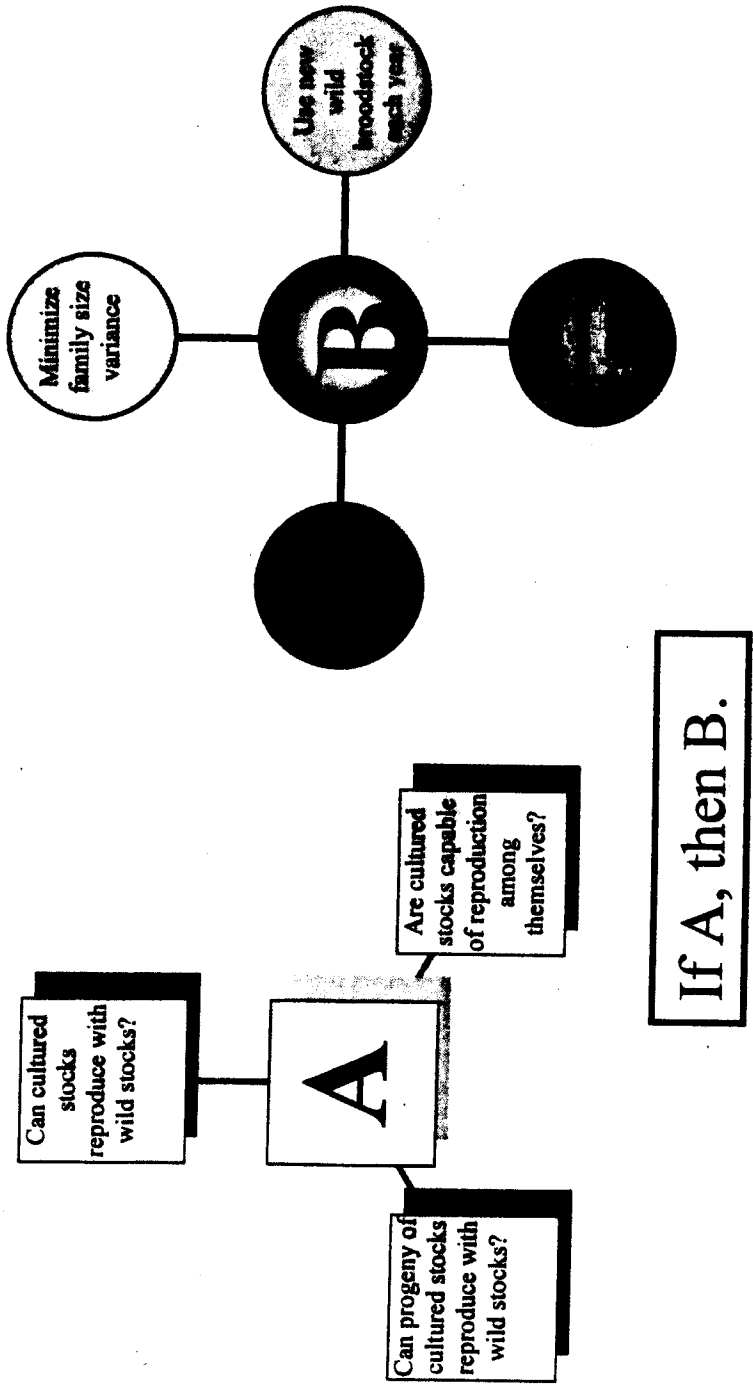 Can cultured
stocks
reproduce with
wild stocks?
A
Can progeny of
cultured stocks
reproduce with
wild stocks?
Are cultured
stocks capable
of reproduction
among
themselves?
Minimize
family size
variance
B
Use new
wild
broodstock
each year
If A, then B.